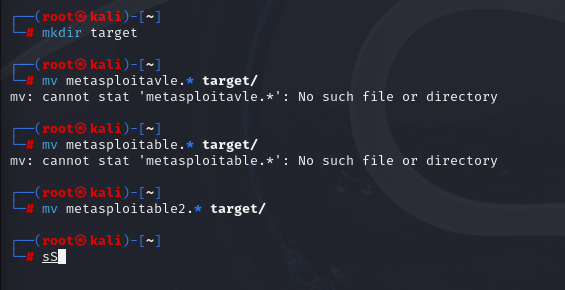 ┌──(root㉿kali)-[~]
└─# mkdir target
┌──(root㉿kali)-[~]
└─# mv metasploitavle.* target/
mv: cannot stat 'metasploitavle.*': No such file or directory
┌──(root㉿kali)-[~]
└─# mv metasploitable.* target/
mv: cannot stat 'metasploitable.*': No such file or directory
┌──(root㉿kali)-[~]
└─# mv metasploitable2.* target/
┌──(root㉿kali)-[~]
└─# sS